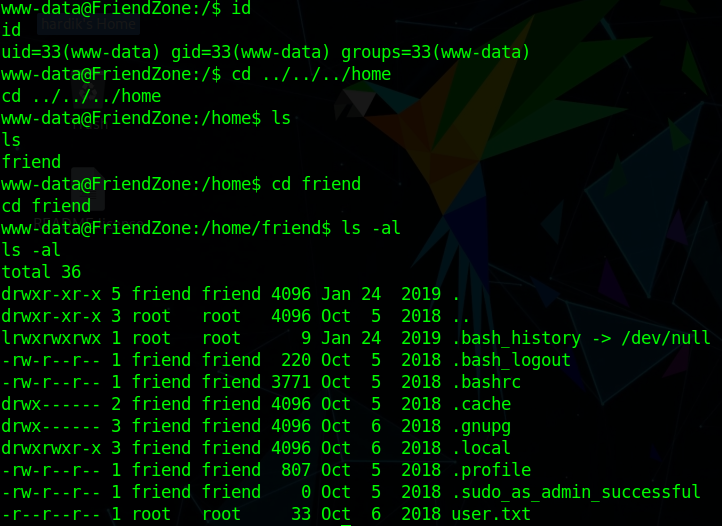 www-data@FriendZone:/$ id
id
uid=33(www-data) gid=33(www-data) groups=33(www-data)
www-data@FriendZone:/$ cd ../../../home
cd ../../../home
www-data@FriendZone:/home$ ls
ls
friend
www-data@FriendZone:/home$ cd friend
cd friend
www-data@FriendZone:/home/friend$ ls -al
ls -al
total 36
drwxr-xr-x 5 friend friend 4096 Jan 24  2019 .
drwxr-xr-x 3 root   root   4096 Oct  5  2018 ..
lrwxrwxrwx 1 root   root      9 Jan 24  2019 .bash_history -> /dev/null
-rw-r--r-- 1 friend friend  220 Oct  5  2018 .bash_logout
-rw-r--r-- 1 friend friend 3771 Oct  5  2018 .bashrc
drwx------ 2 friend friend 4096 Oct  5  2018 .cache
drwx------ 3 friend friend 4096 Oct  6  2018 .gnupg
drwxrwxr-x 3 friend friend 4096 Oct  6  2018 .local
-rw-r--r-- 1 friend friend  807 Oct  5  2018 .profile
-rw-r--r-- 1 friend friend    0 Oct  5  2018 .sudo_as_admin_successful
-r--r--r-- 1 root   root     33 Oct  6  2018 user.txt